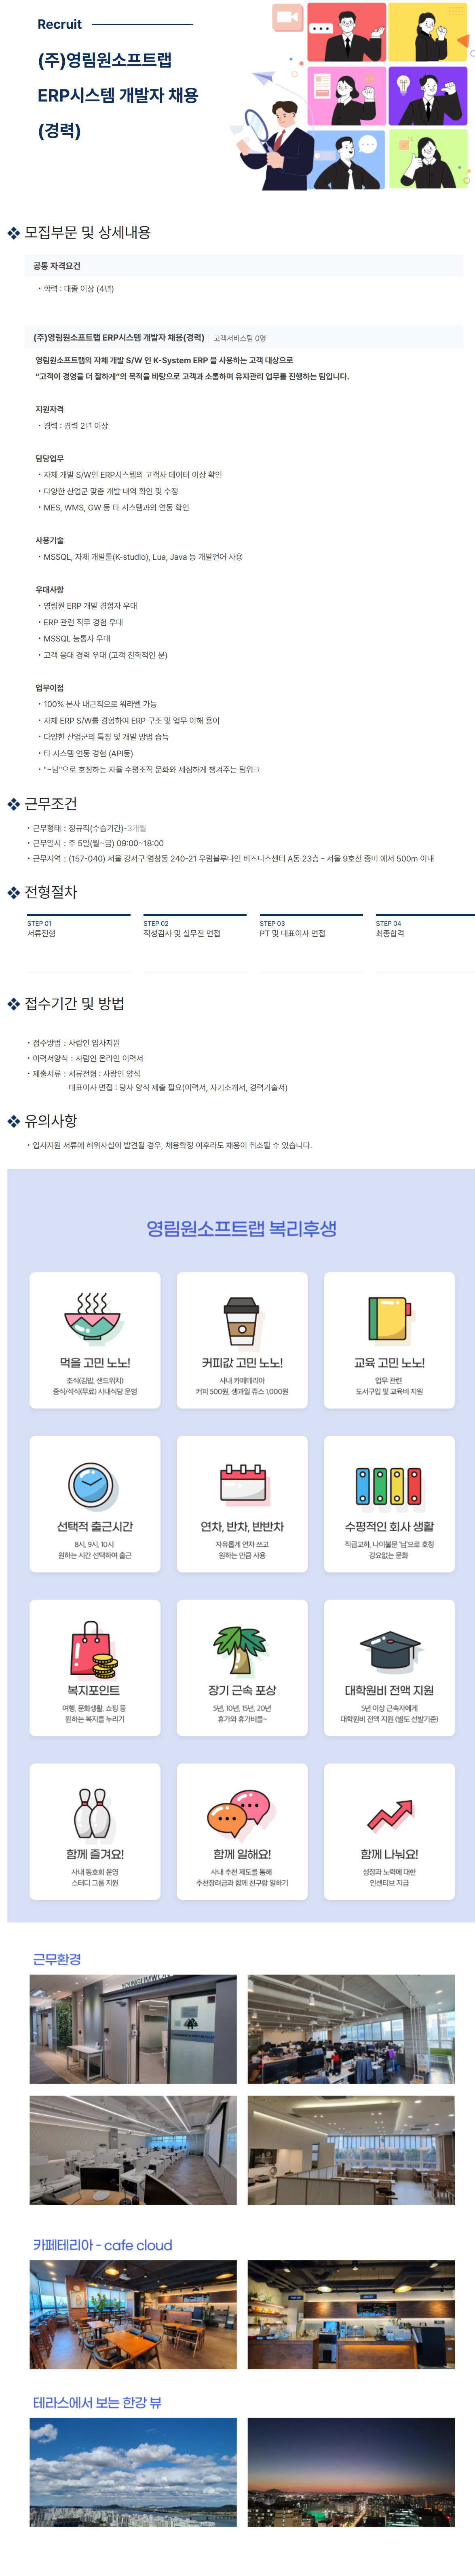 Recruit
(주)영림원소프트랩
ERP시스템 개발자 채용
(경력)
모집부문 및 상세내용
공통 자격요건
· 학력 : 대졸 이상 (4년)
(주)영림원소프트랩 ERP시스템 개발자 채용(경력) | 고객서비스팀 0명
영림원소프트랩의 자체 개발 S/W 인 K-System ERP 을 사용하는 고객 대상으로
“고객이 경영을 더 잘하게”의 목적을 바탕으로 고객과 소통하며 유지관리 업무를 진행하는 팀입니다.
지원자격
· 경력 : 경력 2년 이상
담당업무
· 자체 개발 S/W인 ERP시스템의 고객사 데이터 이상 확인
· 다양한 산업군 맞춤 개발 내역 확인 및 수정
· MES, WMS, GW 등 타 시스템과의 연동 확인
사용기술
· MSSQL, 자체 개발툴(K-studio), Lua, Java 등 개발언어 사용
우대사항
· 영림원 ERP 개발 경험자 우대
· ERP 관련 직무 경험 우대
· MSSQL 능통자 우대
· 고객 응대 경력 우대 (고객 친화적인 분)
업무이점
· 100% 본사 내근직으로 워라벨 가능
· 자체 ERP S/W를 경험하여 ERP 구조 및 업무 이해 용이
· 다양한 산업군의 특징 및 개발 방법 습득
· 타 시스템 연동 경험 (API등)
· "~님"으로 호칭하는 자율 수평조직 문화와 세심하게 챙겨주는 팀워크
근무조건
· 근무형태 : 정규직(수습기간)-3개월
· 근무일시 : 주 5일(월~금) 09:00~18:00
· 근무지역 : (157-040) 서울 강서구 염창동 240-21 우림블루나인 비즈니스센터 A동 23층 - 서울 9호선 증미 에서 500m 이내
전형절차
STEP 01
서류전형
STEP 02
적성검사 및 실무진 면접
STEP 03
PT 및 대표이사 면접
STEP 04
최종합격
접수기간 및 방법
· 접수방법 : 사람인 입사지원
· 이력서양식 : 사람인 온라인 이력서
· 제출서류 : 서류전형 : 사람인 양식
대표이사 면접 : 당사 양식 제출 필요(이력서, 자기소개서, 경력기술서)
유의사항
· 입사지원 서류에 허위사실이 발견될 경우, 채용확정 이후라도 채용이 취소될 수 있습니다.
영림원소프트랩 복리후생
먹을 고민 노노!
조식(김밥, 샌드위치)
중식/석식(무료) 사내식당 운영
커피값 고민 노노!
사내 카페테리아
커피 500원, 생과일 쥬스 1,000원
교육 고민 노노!
업무 관련
도서구입 및 교육비 지원
선택적 출근시간
8시, 9시, 10시
원하는 시간 선택하여 출근
연차, 반차, 반반차
자유롭게 연차 쓰고
원하는 만큼 사용
수평적인 회사 생활
직급고하, 나이불문 '님'으로 호칭
강요없는 문화
복지포인트
여행, 문화생활, 쇼핑 등
원하는 복지를 누리기
장기 근속 포상
5년, 10년, 15년, 20년
휴가와 휴가비를~
대학원비 전액 지원
5년 이상 근속자에게
대학원비 전액 지원 (별도 선발기준)
함께 즐겨요!
사내 동호회 운영
스터디 그룹 지원
함께 일해요!
사내 추천 제도를 통해
추천장려금과 함께 친구랑 일하기
함께 나눠요!
성장과 노력에 대한
인센티브 지급
근무환경
카페테리아 - cafe cloud
테라스에서 보는 한강 뷰